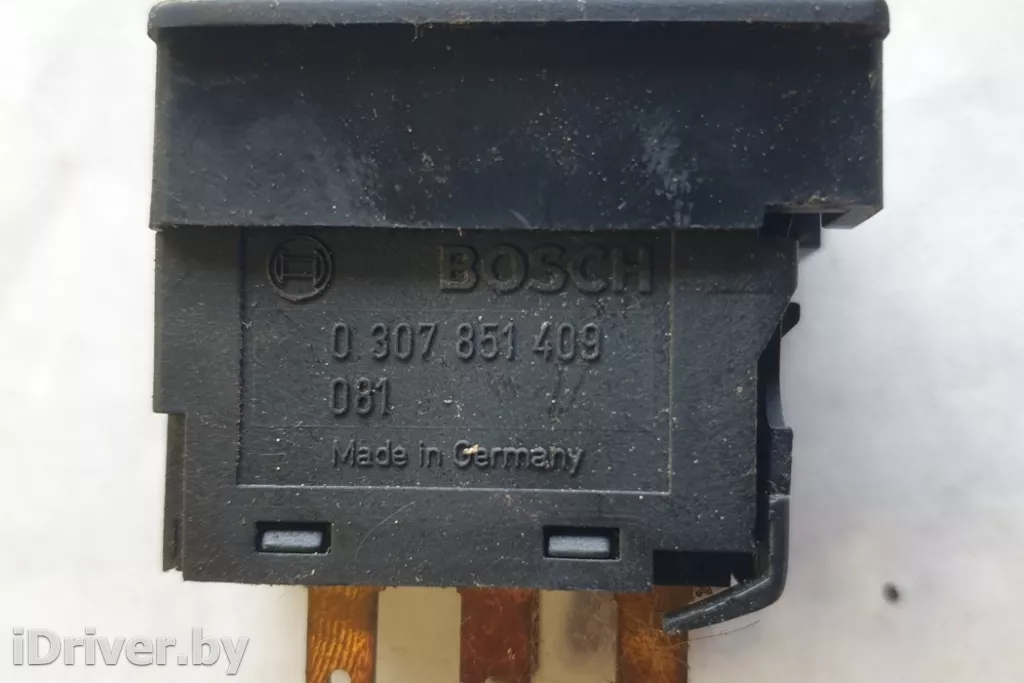 BOSCH
0 307 851 409
081
Made in Germany
iDriver.by